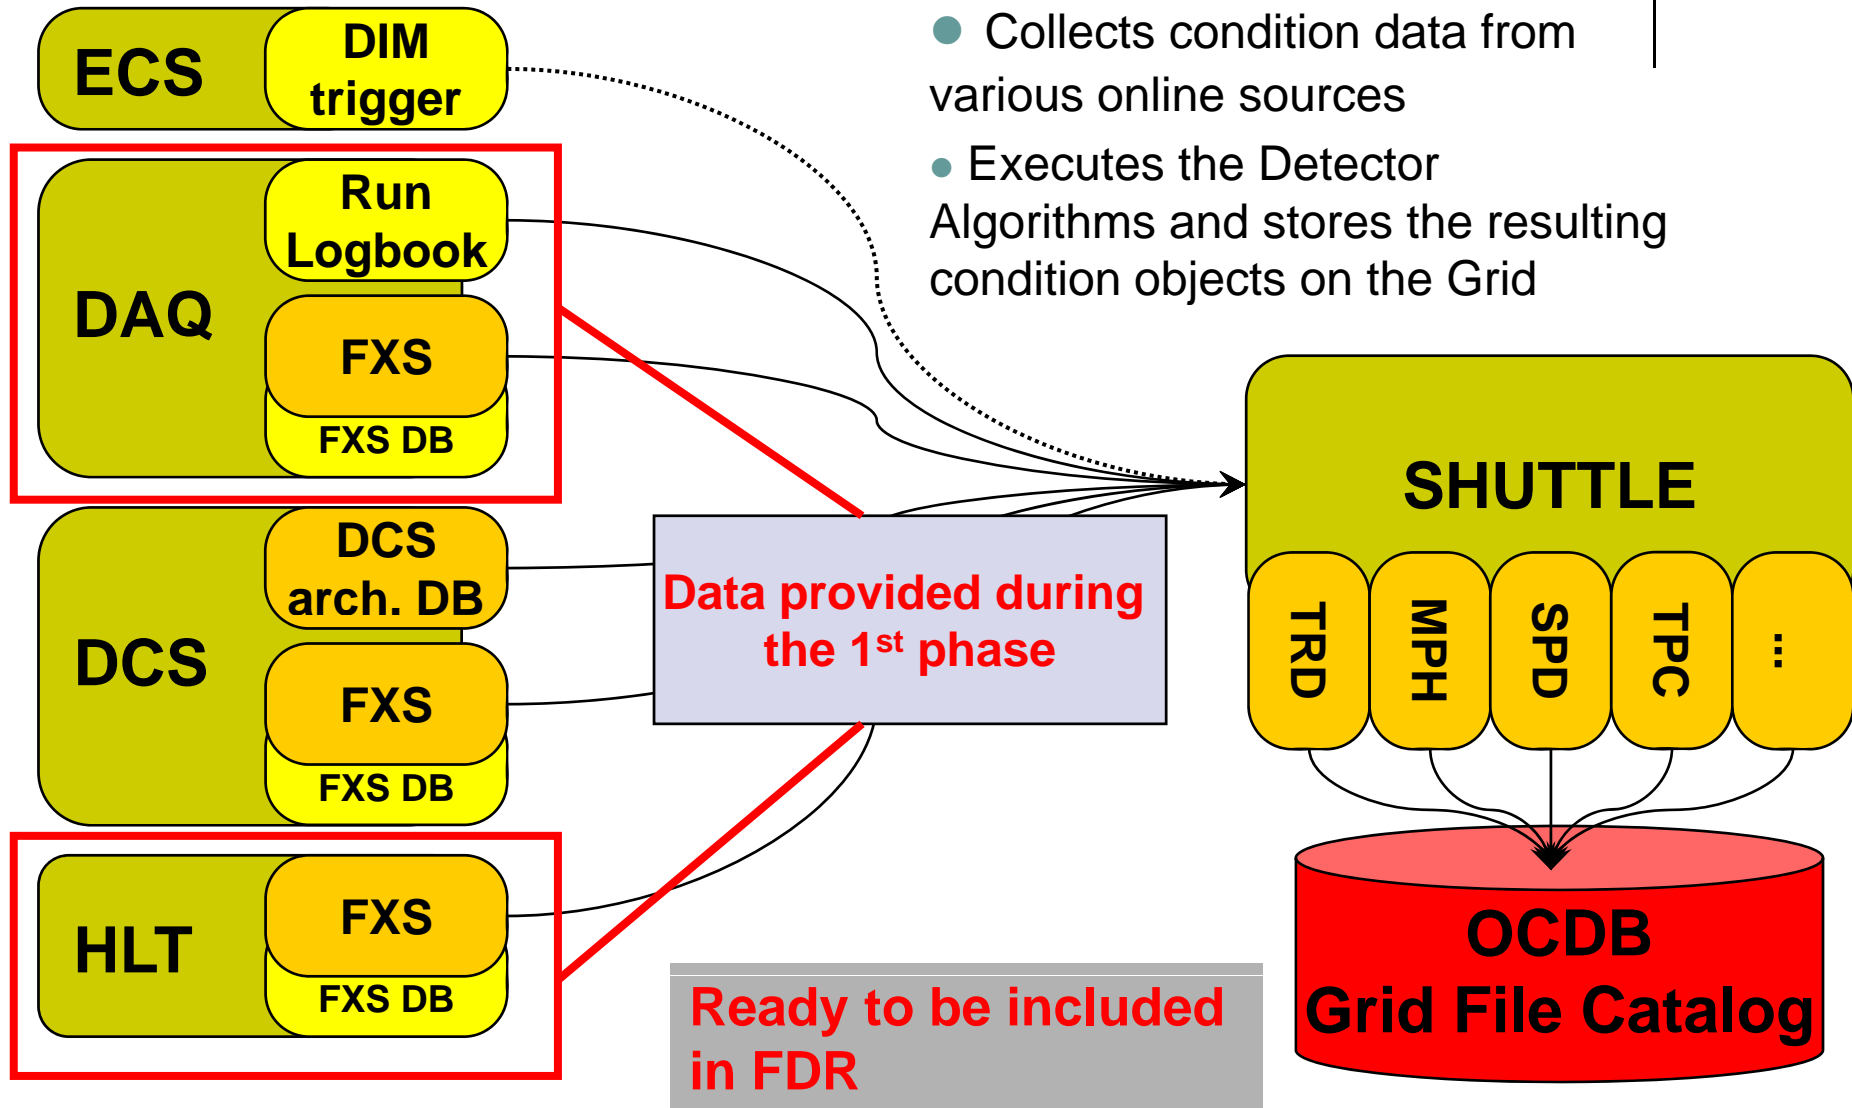 ECS
DIM
trigger
DAQ
Run
Logbook
FXS
FXS DB
DCS
DCS
arch. DB
FXS
FXS DB
HLT
FXS
FXS DB
● Collects condition data from
various online sources
● Executes the Detector
Algorithms and stores the resulting
condition objects on the Grid
Data provided during
the 1st phase
Ready to be included
in FDR
SHUTTLE
TRD
MPH
SPD
TPC
...
OCDB
Grid File Catalog